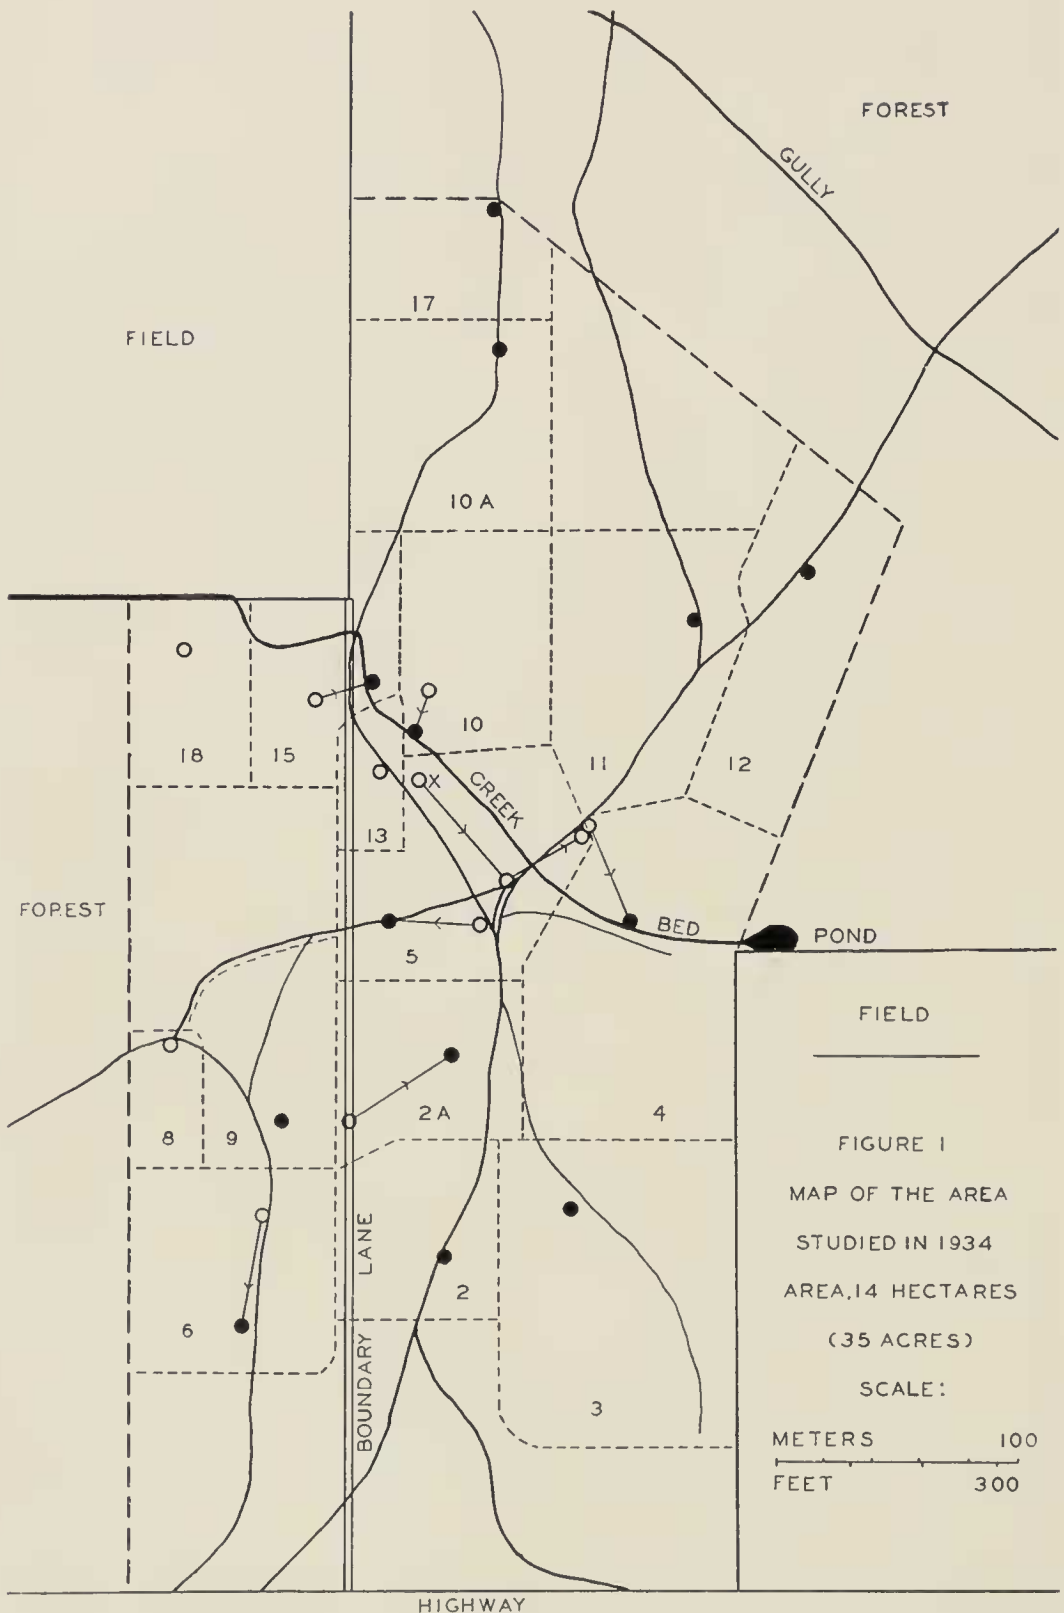 FOREST
GULLY
17
FIELD
10 A
18
15
10
11
12
CREEK
X
13
FOREST
BED
POND
5
FIELD
2 A
4
8
9
FIGURE 1
MAP OF THE AREA
STUDIED IN 1934
AREA, 14 HECTARES
(35 ACRES)
SCALE:
METERS 100
FEET 300
BOUNDARY LANE
2
6
3
HIGHWAY